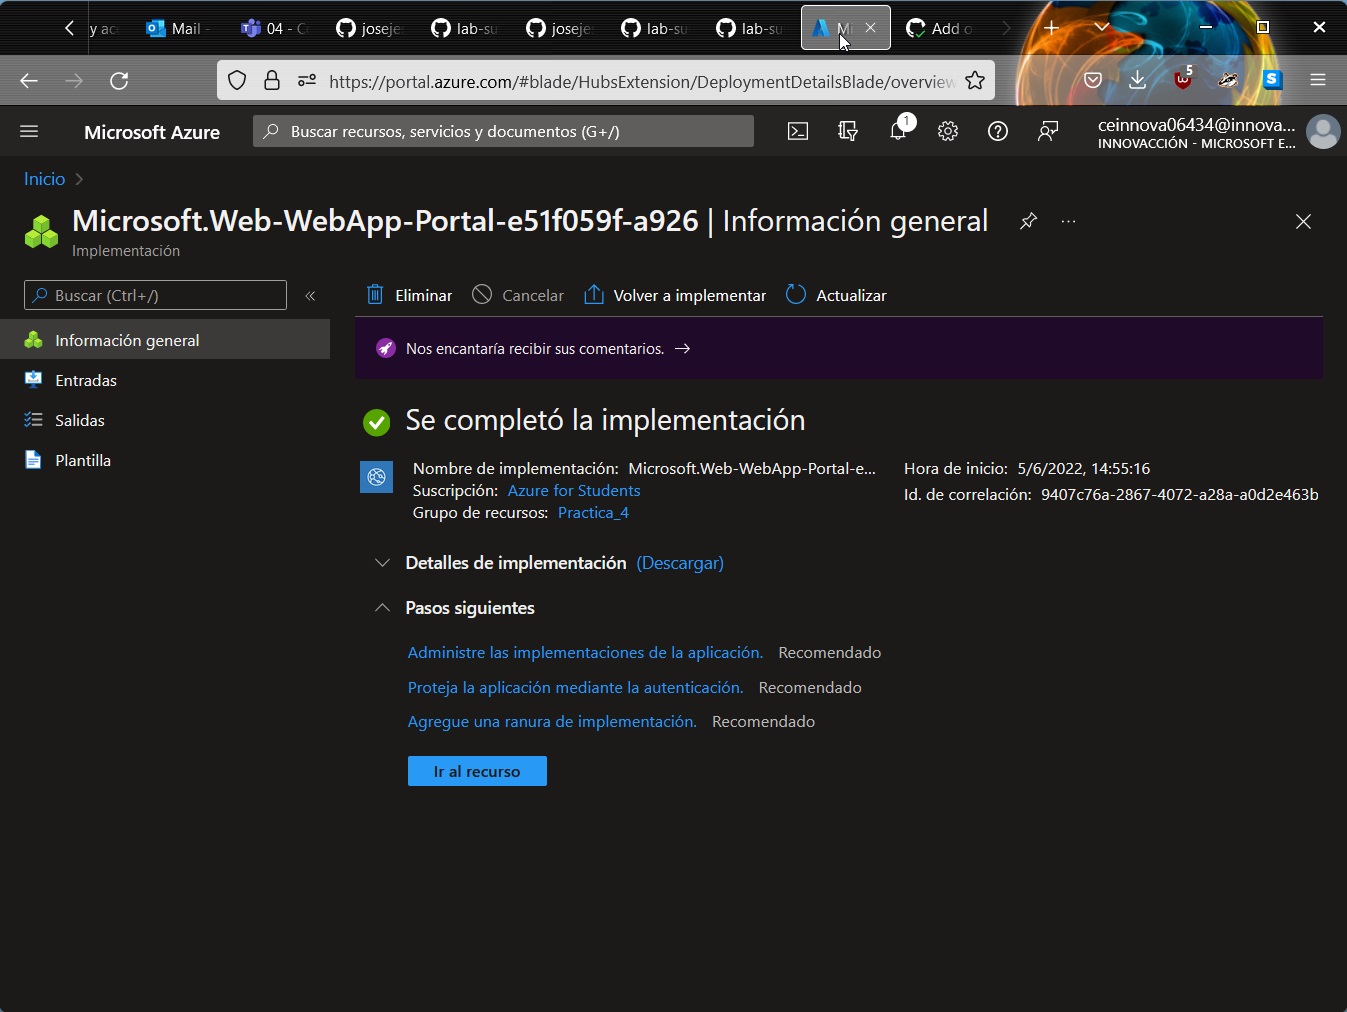 Mail
04 - C
joseje
lab-su
joseje
lab-su
lab-su
Mi
Add o
https://portal.azure.com/#blade/HubsExtension/DeploymentDetailsBlade/overview
5
Microsoft Azure
Buscar recursos, servicios y documentos (G+/)
1
ceinnova06434@innova...
INNOVACCIÓN - MICROSOFT E...
Inicio
Microsoft.Web-WebApp-Portal-e51f059f-a926 | Información general
Implementación
Buscar (Ctrl+/)
Eliminar
Cancelar
Volver a implementar
Actualizar
Información general
Entradas
Salidas
Plantilla
Nos encantaría recibir sus comentarios. →
Se completó la implementación
Nombre de implementación: Microsoft.Web-WebApp-Portal-e...
Suscripción: Azure for Students
Grupo de recursos: Practica_4
Hora de inicio: 5/6/2022, 14:55:16
Id. de correlación: 9407c76a-2867-4072-a28a-a0d2e463b
Detalles de implementación (Descargar)
Pasos siguientes
Administre las implementaciones de la aplicación. Recomendado
Proteja la aplicación mediante la autenticación. Recomendado
Agregue una ranura de implementación. Recomendado
Ir al recurso